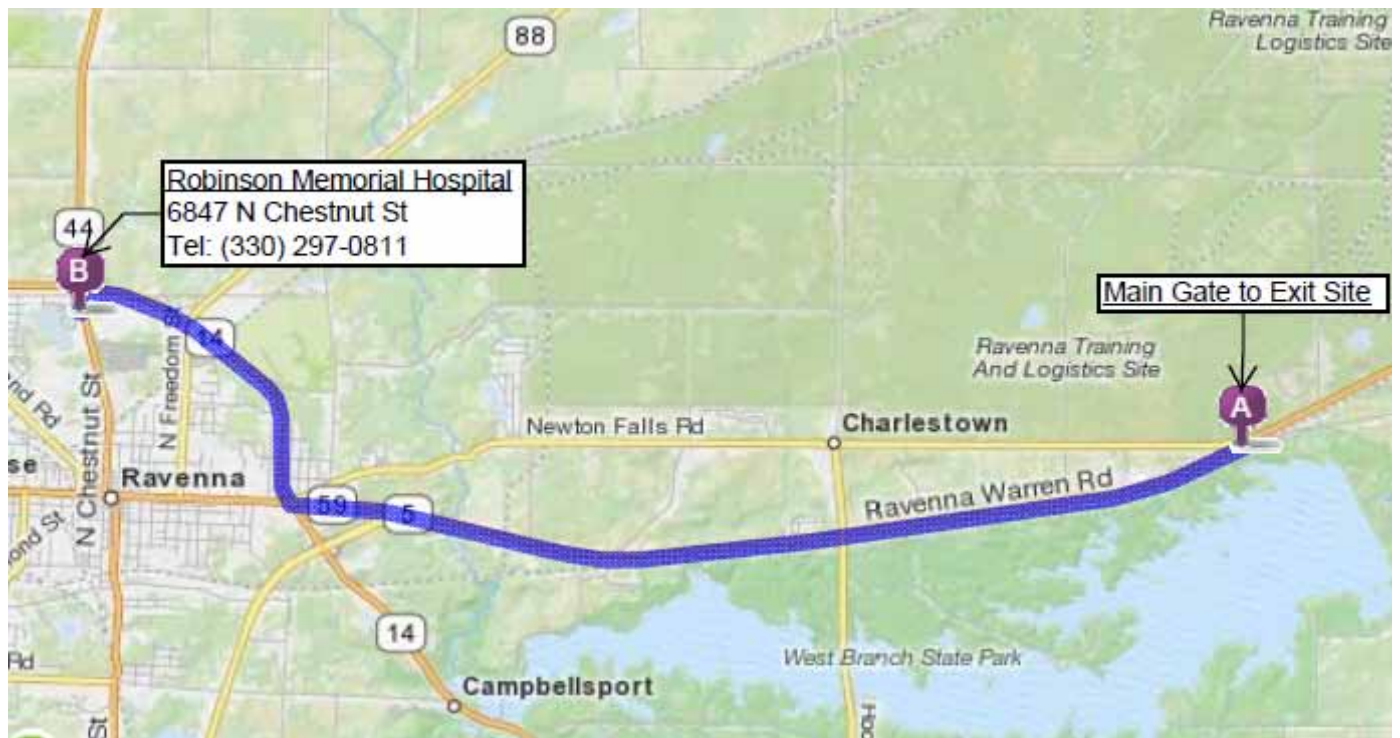 Ravenna Training
Logistics Site
88
Robinson Memorial Hospital
6847 N Chestnut St
Tel: (330) 297-0811
44
B
Main Gate to Exit Site
14
N Freedom St
Ravenna Training
And Logistics Site
A
N Chestnut St
Newton Falls Rd
Charlestown
Ravenna
Ravenna Warren Rd
59
5
14
West Branch State Park
Campbellsport
Rd
St